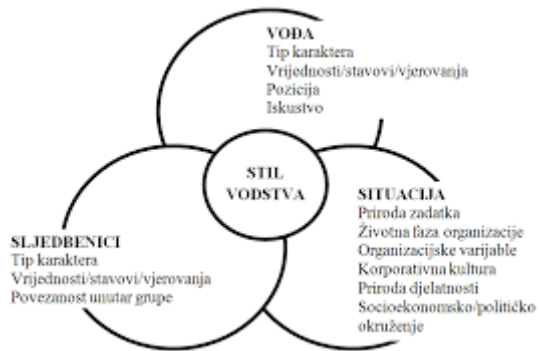 VOĐA
Tip karaktera
Vrijednosti/stavovi/vjerovanja
Pozicija
Iskustvo
STIL
VODSTVA
SITUACIJA
Priroda zadatka
Životna faza organizacije
Organizacijske varijable
Korporativna kultura
Priroda djelatnosti
Socioekonomsko/političko
okruženje
SLJEDBENICI
Tip karaktera
Vrijednosti/stavovi/vjerovanja
Povezanost unutar grupe